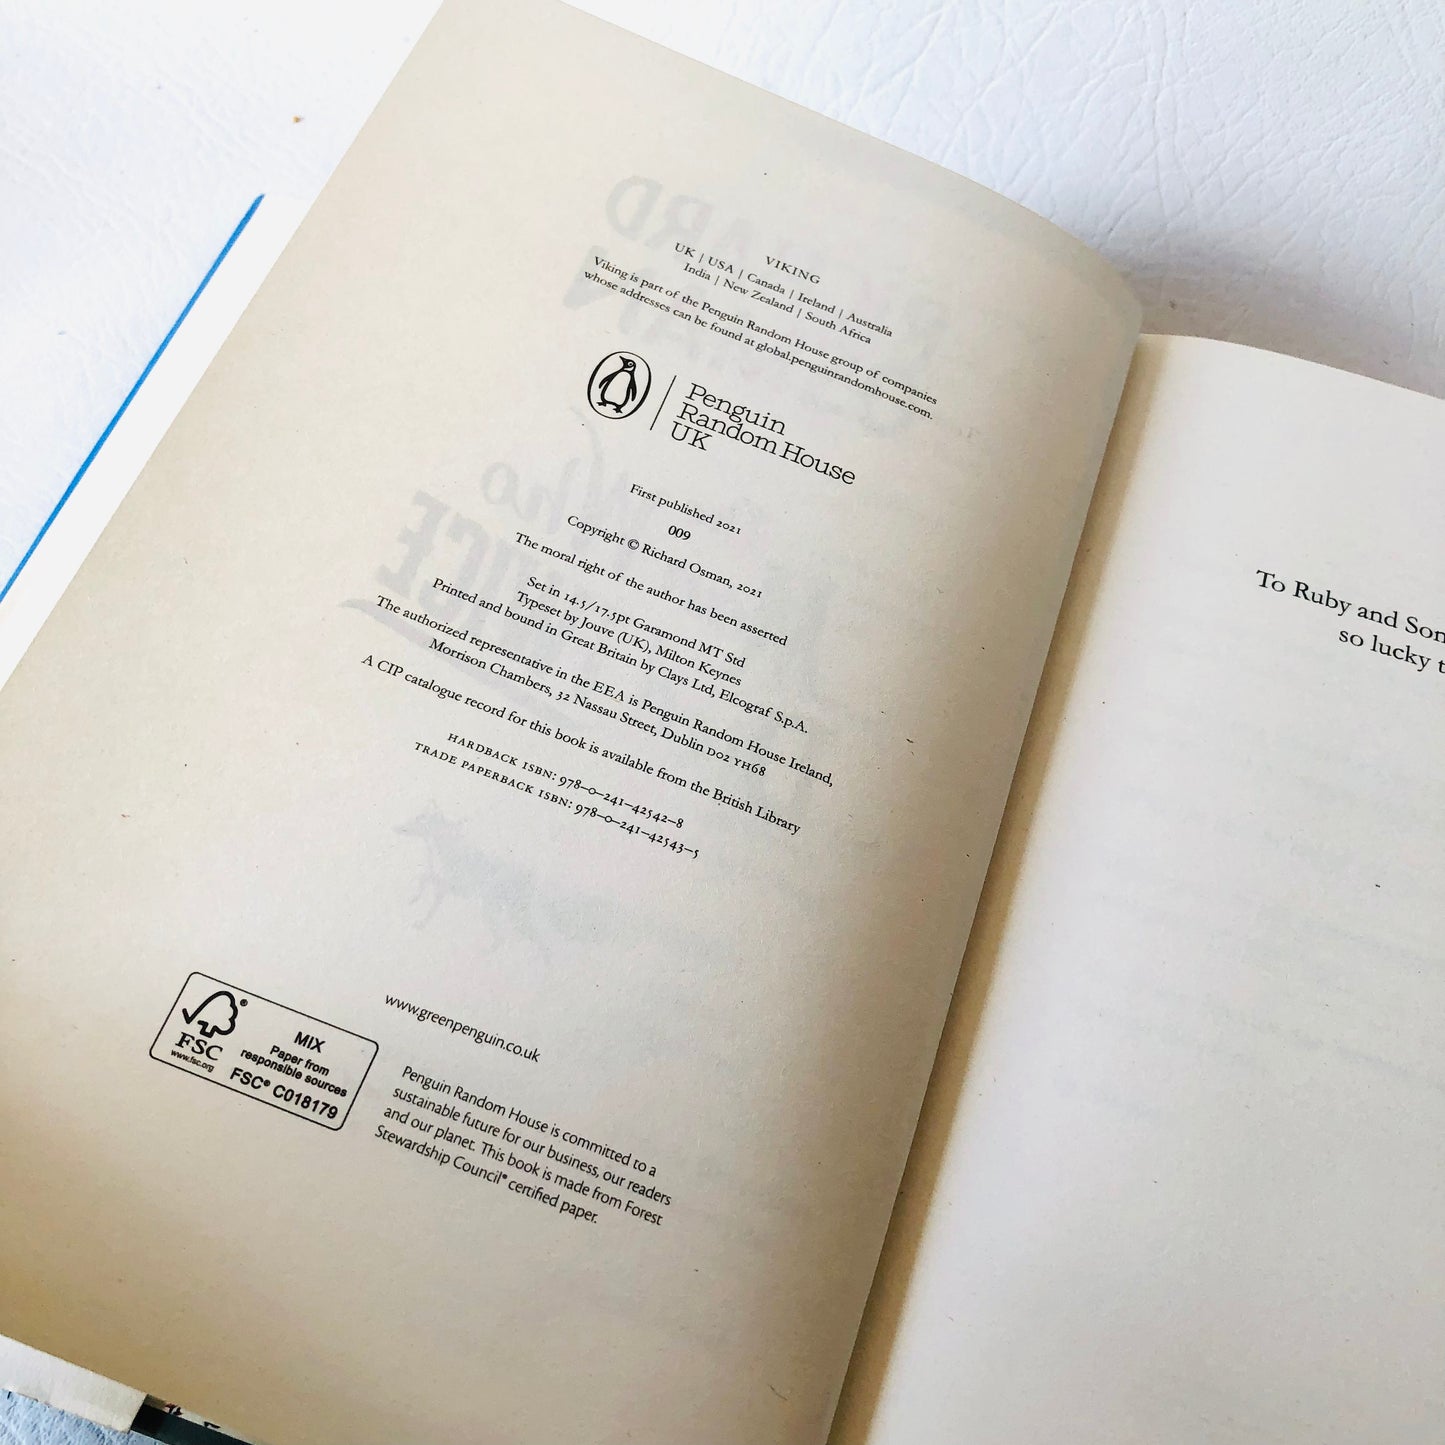 VIKING
UK | USA | Canada | Ireland | Australia
India | New Zealand | South Africa
Viking is part of the Penguin Random House group of companies
whose addresses can be found at global.penguinrandomhouse.com.
Penguin
Random House
UK
First published 2021
009
Copyright © Richard Osman, 2021
The moral right of the author has been asserted
Set in 14.5/17.5pt Garamond MT Std
Typeset by Jouve (UK), Milton Keynes
Printed and bound in Great Britain by Clays Ltd, Elcograf S.p.A.
The authorized representative in the EEA is Penguin Random House Ireland,
Morrison Chambers, 32 Nassau Street, Dublin D02 YH68
A CIP catalogue record for this book is available from the British Library
HARDBACK ISBN: 978-0-241-42542-8
TRADE PAPERBACK ISBN: 978-0-241-42543-5
www.greenpenguin.co.uk
FSC®
www.fsc.org
MIX
Paper from
responsible sources
FSC® C018179
Penguin Random House is committed to a
sustainable future for our business, our readers
and our planet. This book is made from Forest
Stewardship Council® certified paper.
To Ruby and Son
so lucky t